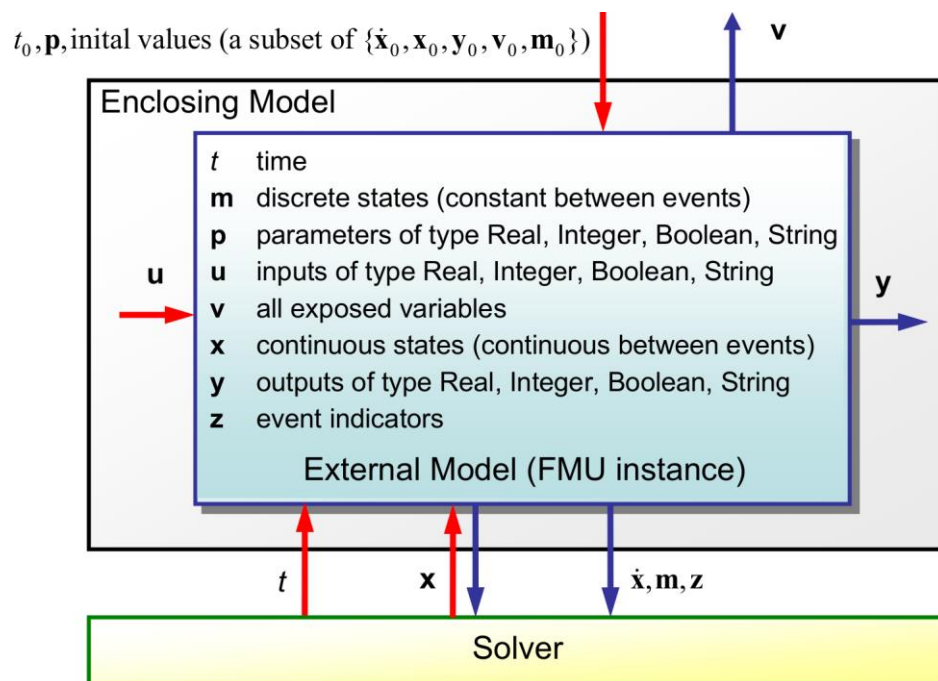 t₀,p,inital values (a subset of {ẋ₀,x₀,y₀,v₀,m₀})
v
Enclosing Model
t time
m discrete states (constant between events)
p parameters of type Real, Integer, Boolean, String
u inputs of type Real, Integer, Boolean, String
v all exposed variables
x continuous states (continuous between events)
y outputs of type Real, Integer, Boolean, String
z event indicators
External Model (FMU instance)
u
y
t
x
ẋ,m,z
Solver